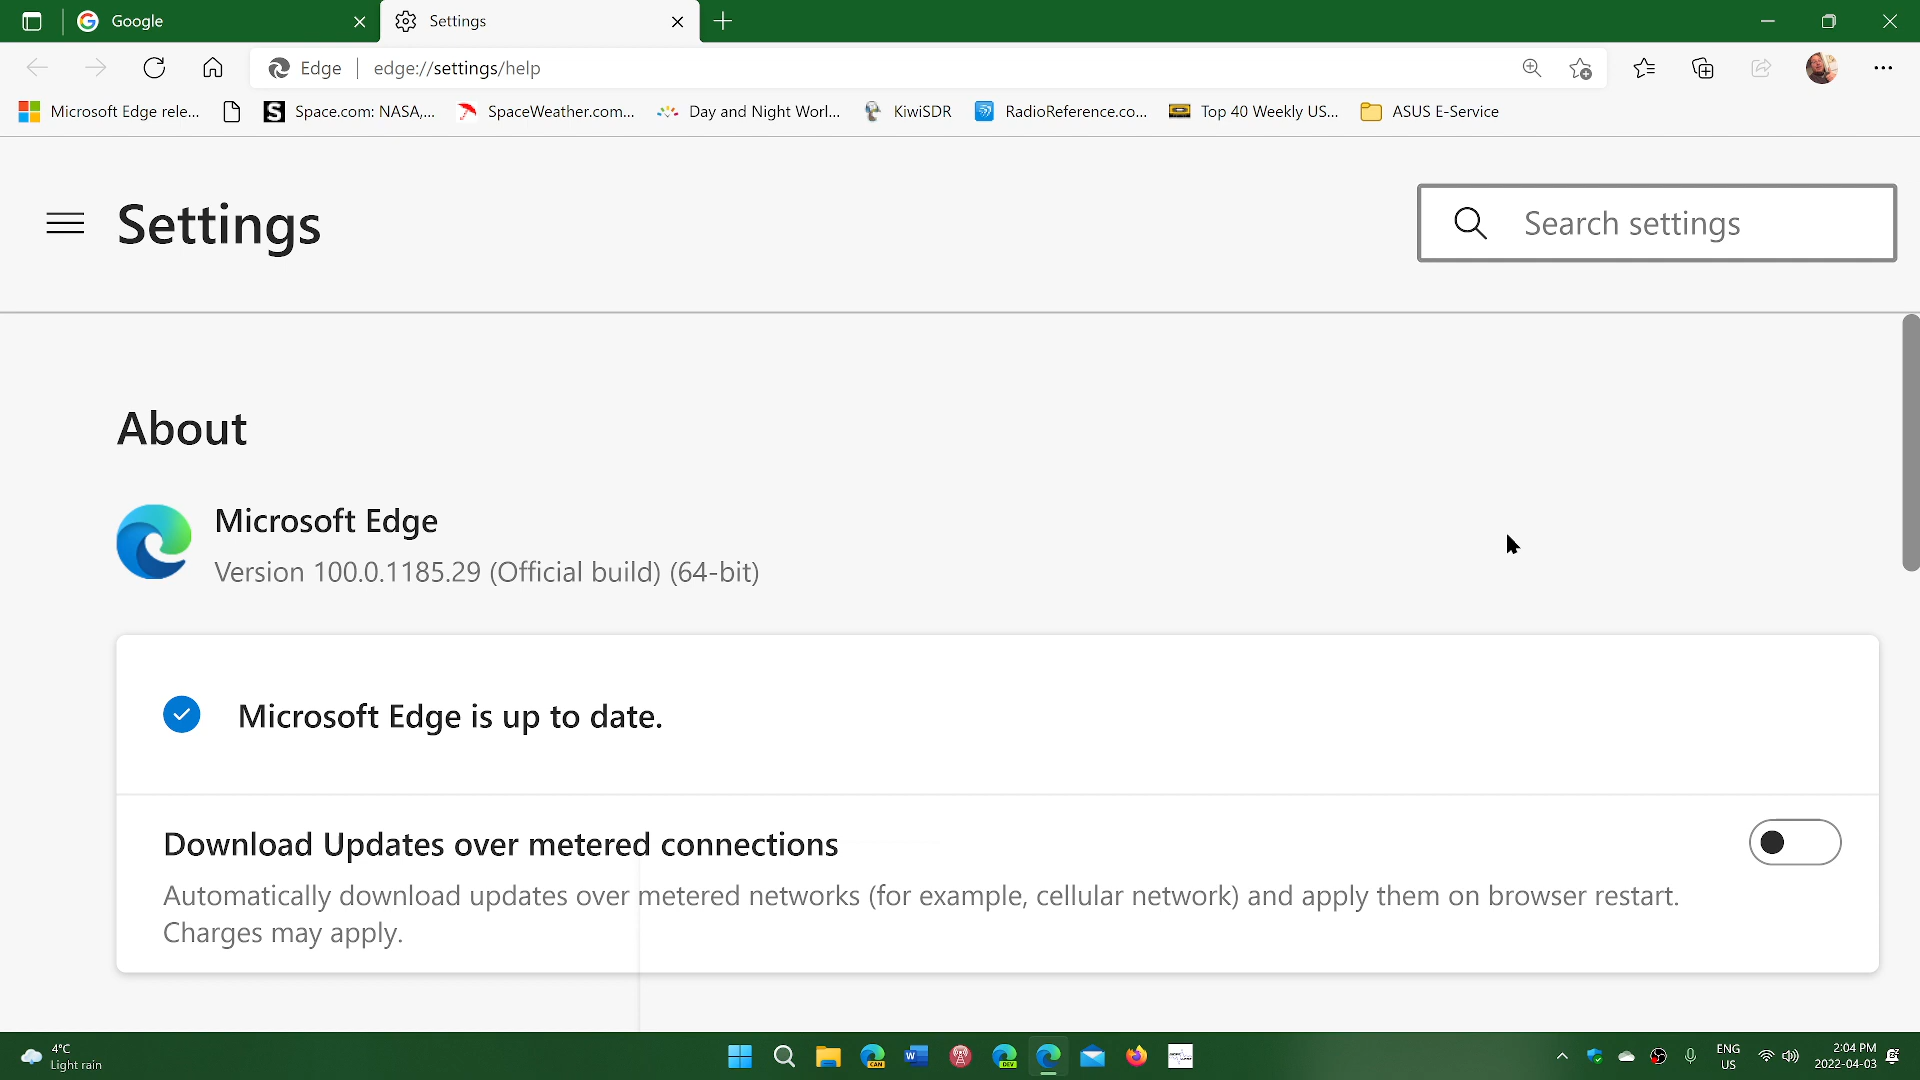 Google
Settings
Edge
edge://settings/help
Microsoft Edge rele...
Space.com: NASA,...
SpaceWeather.com...
Day and Night Worl...
KiwiSDR
RadioReference.co...
Top 40 Weekly US...
ASUS E-Service
Settings
Search settings
About
Microsoft Edge
Version 100.0.1185.29 (Official build) (64-bit)
Microsoft Edge is up to date.
Download Updates over metered connections
Automatically download updates over metered networks (for example, cellular network) and apply them on browser restart.
Charges may apply.
4°C
Light rain
CAN
DEV
ENG
US
2:04 PM
2022-04-03